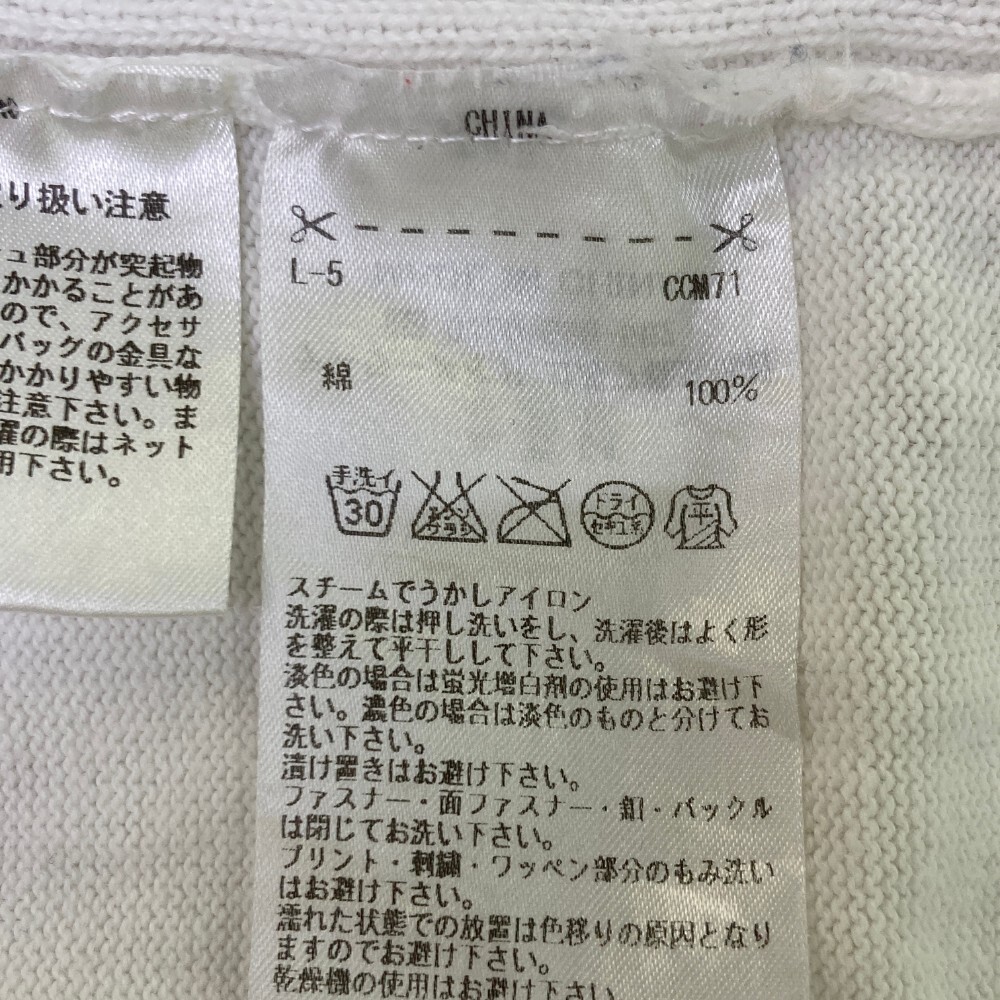 り扱い注意
ュ部分が突起物
かかることがあ
ので、アクセサ
バッグの金具な
かかりやすい物
注意下さい。ま
濯の際はネット
用下さい。
CHINA
L-5 CCM71
綿 100%
手洗イ
30
エンソサラシ
ドライ
セキユ系
平
スチームでうかしアイロン
洗濯の際は押し洗いをし、洗濯後はよく形
を整えて平干しして下さい。
淡色の場合は蛍光増白剤の使用はお避け下
さい。濃色の場合は淡色のものと分けてお
洗い下さい。
漬け置きはお避け下さい。
ファスナー・面ファスナー・釦・バックル
は閉じてお洗い下さい。
プリント・刺繍・ワッペン部分のもみ洗い
はお避け下さい。
濡れた状態での放置は色移りの原因となり
ますのでお避け下さい。
乾燥機の使用はお避け下さい